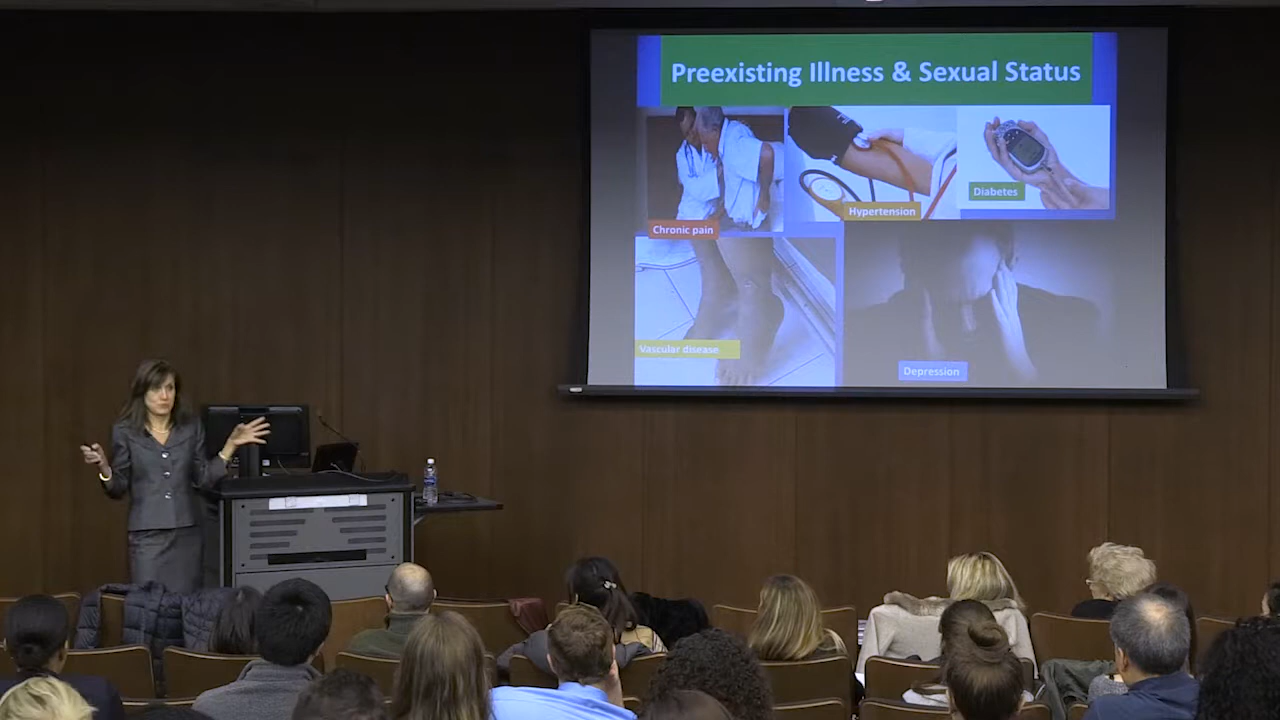 Preexisting Illness & Sexual Status
Chronic pain
Hypertension
Diabetes
Vascular disease
Depression